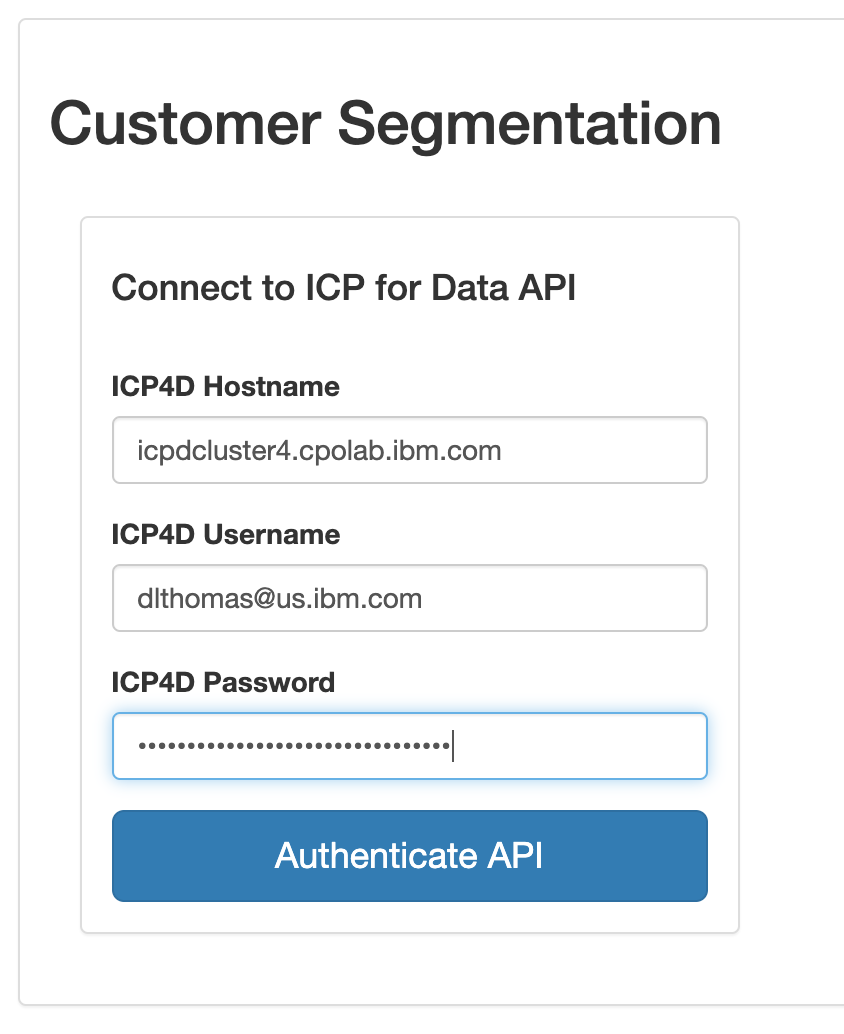 Customer Segmentation
Connect to ICP for Data API
ICP4D Hostname
icpdcluster4.cpolab.ibm.com
ICP4D Username
dlthomas@us.ibm.com
ICP4D Password
••••••••••••••••••••••••••••••••
Authenticate API